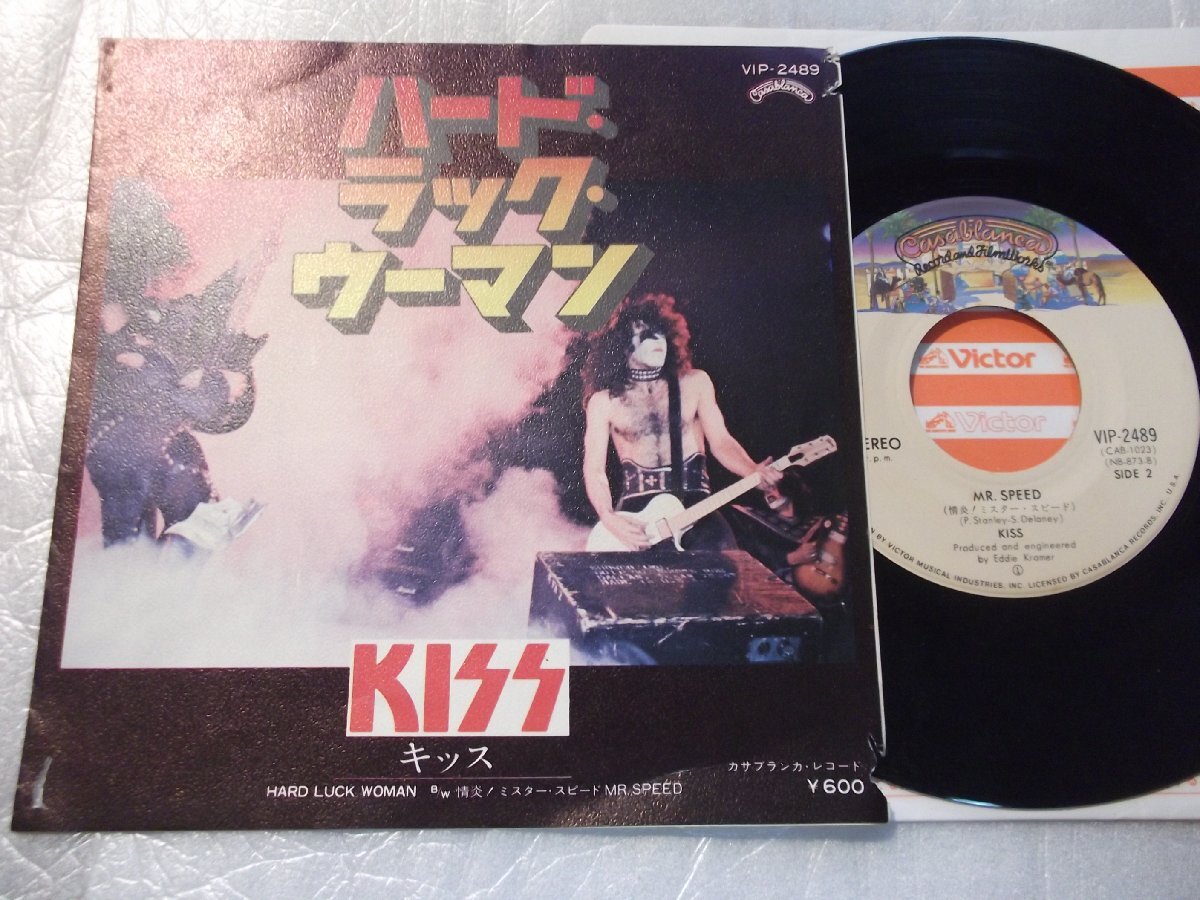 VIP-2489
Casablanca
ハード・
ラック・
ウーマン
KISS
キッス
HARD LUCK WOMAN B/W 情炎！ミスター・スピード MR. SPEED
カサブランカ・レコード
¥600
Casablanca
Record and FilmWorks
Victor
Victor
EREO
r.p.m.
VIP-2489
(CAB-1023)
(NB-873-B)
SIDE 2
MR. SPEED
(情炎！ミスター・スピード)
(P. Stanley-S. Delaney)
KISS
Produced and engineered
by Eddie Kramer
BY VICTOR MUSICAL INDUSTRIES, INC. LICENSED BY CASABLANCA RECORDS, INC. U.S.A.